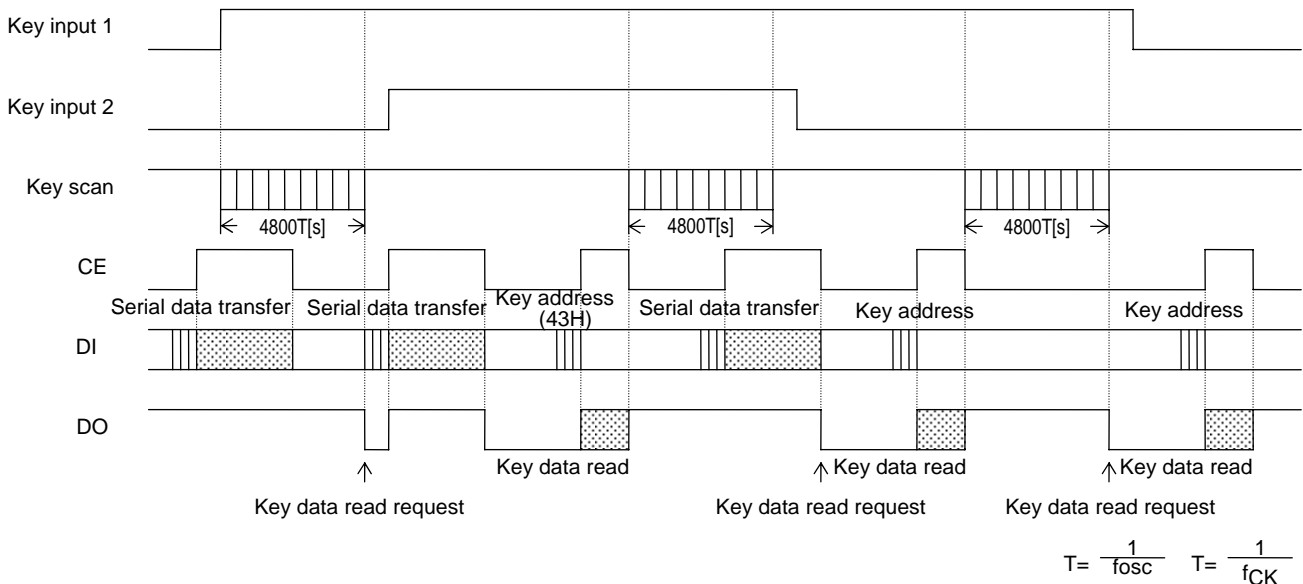 Key input 1
Key input 2
Key scan
4800T[s] 4800T[s] 4800T[s]
CE
Serial data transfer Serial data transfer Key address (43H) Serial data transfer Key address Key address
DI
DO
Key data read Key data read Key data read
Key data read request Key data read request Key data read request
T= 1/fosc T= 1/fCK